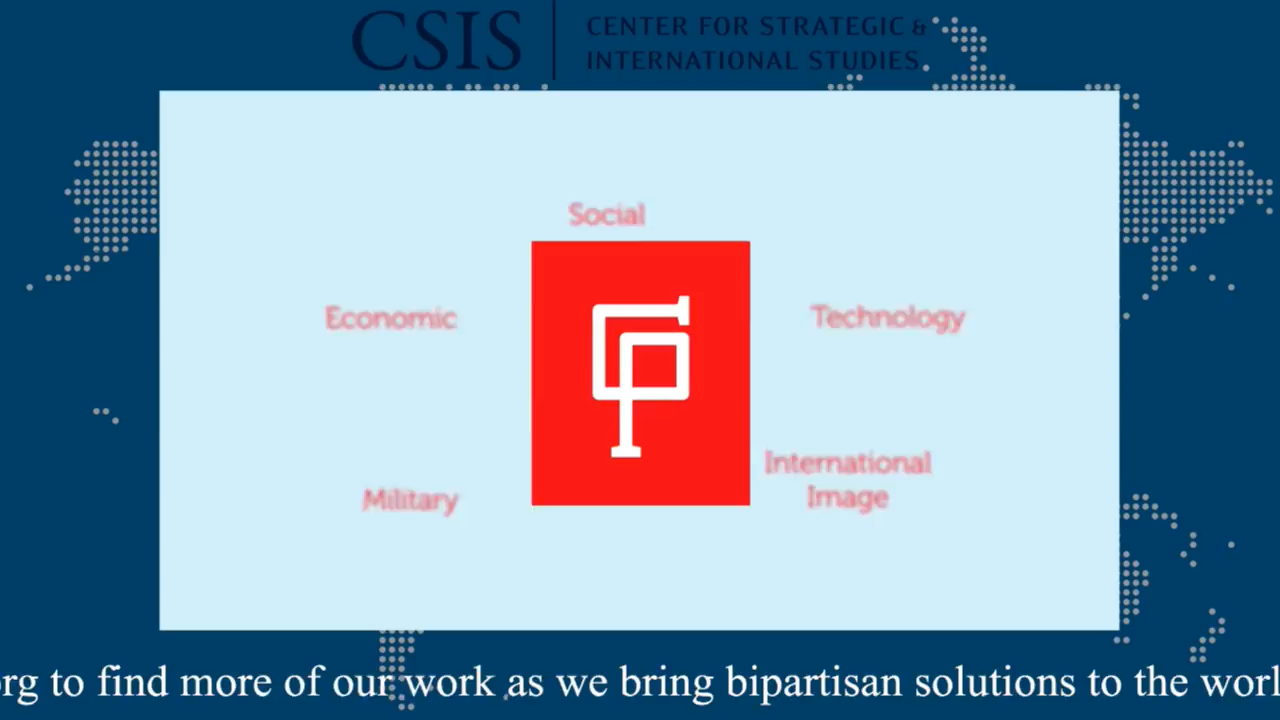 CSIS
CENTER FOR STRATEGIC &
INTERNATIONAL STUDIES
Social
Economic
Technology
International
Image
Military
org to find more of our work as we bring bipartisan solutions to the